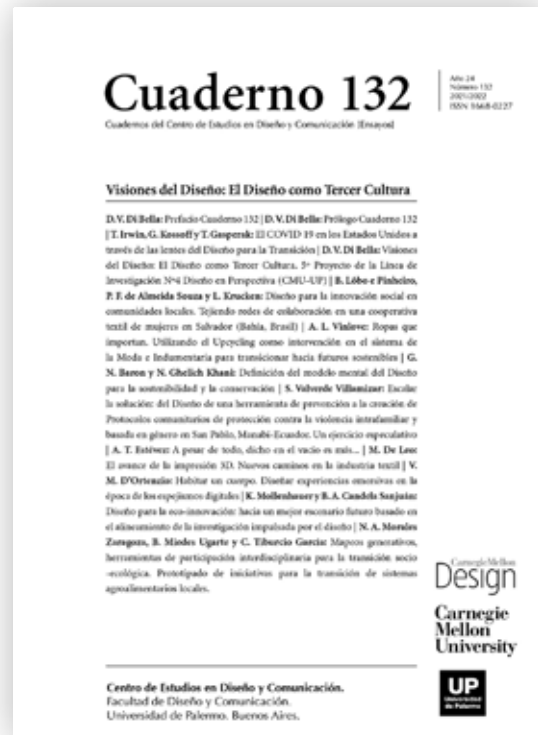 Cuaderno 132
Cuadernos del Centro de Estudios en Diseño y Comunicación [Ensayos]
Año 24
Número 132
2021/2022
ISSN 1668-0227
Visiones del Diseño: El Diseño como Tercer Cultura
D. V. Di Bella: Prefacio Cuaderno 132 | D. V. Di Bella: Prólogo Cuaderno 132
| T. Irwin, G. Kossoff y T. Gasperak: El COVID 19 en los Estados Unidos a
través de las lentes del Diseño para la Transición | D. V. Di Bella: Visiones
del Diseño: El Diseño como Tercer Cultura. 5º Proyecto de la Línea de
Investigación Nº4 Diseño en Perspectiva (CMU-UP) | B. Lôbo e Pinheiro,
P. F. de Almeida Souza y L. Krucken: Diseño para la innovación social en
comunidades locales. Tejiendo redes de colaboración en una cooperativa
textil de mujeres en Salvador (Bahía, Brasil) | A. L. Vinlove: Ropas que
importan. Utilizando el Upcycling como intervención en el sistema de
la Moda e Indumentaria para transicionar hacia futuros sostenibles | G.
N. Baron y N. Ghelich Khani: Definición del modelo mental del Diseño
para la sostenibilidad y la conservación | S. Valverde Villamizar: Escalar
la solución: del Diseño de una herramienta de prevención a la creación de
Protocolos comunitarios de protección contra la violencia intrafamiliar y
basada en género en San Pablo, Manabí-Ecuador. Un ejercicio especulativo
| A. T. Estévez: A pesar de todo, dicho en el vacío es más... | M. De Leo:
El avance de la impresión 3D. Nuevos caminos en la industria textil | V.
M. D'Ortenzio: Habitar un cuerpo. Diseñar experiencias emersivas en la
época de los espejismos digitales | K. Mollenhauer y B. A. Candela Sanjuán:
Diseño para la eco-innovación: hacia un mejor escenario futuro basado en
el alineamiento de la investigación impulsada por el diseño | N. A. Morales
Zaragoza, B. Miedes Ugarte y C. Tiburcio García: Mapeos generativos,
herramientas de participación interdisciplinaria para la transición socio
-ecológica. Prototipado de iniciativas para la transición de sistemas
agroalimentarios locales.
Carnegie Mellon
Design
Carnegie
Mellon
University
UP
Universidad
de Palermo
Centro de Estudios en Diseño y Comunicación.
Facultad de Diseño y Comunicación.
Universidad de Palermo. Buenos Aires.